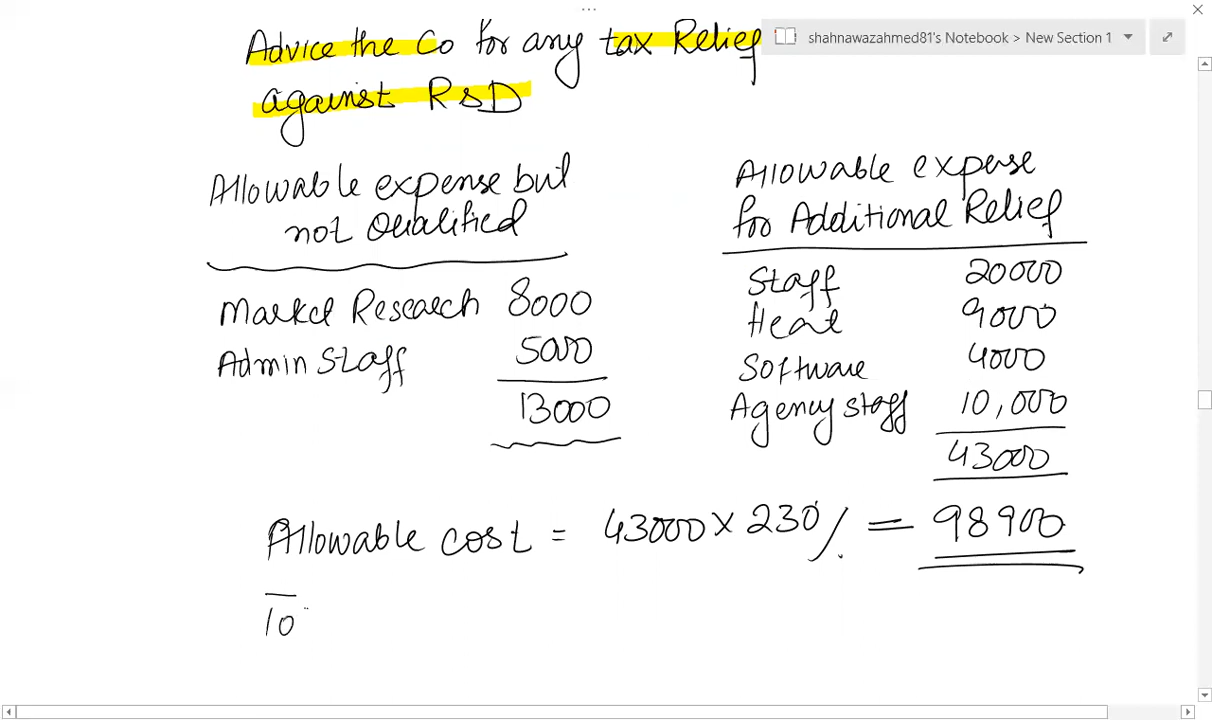 ...
shahnawazahmed81's Notebook > New Section 1
Advice the Co for any tax Relief
against R&D
Allowable expense but
not Qualified
Market Research 8000
Admin Staff 5000
13000
Allowable expense
for Additional Relief
Staff 20000
Heat 9000
Software 4000
Agency staff 10,000
43000
Allowable cost = 43000 × 230% = 98900
10